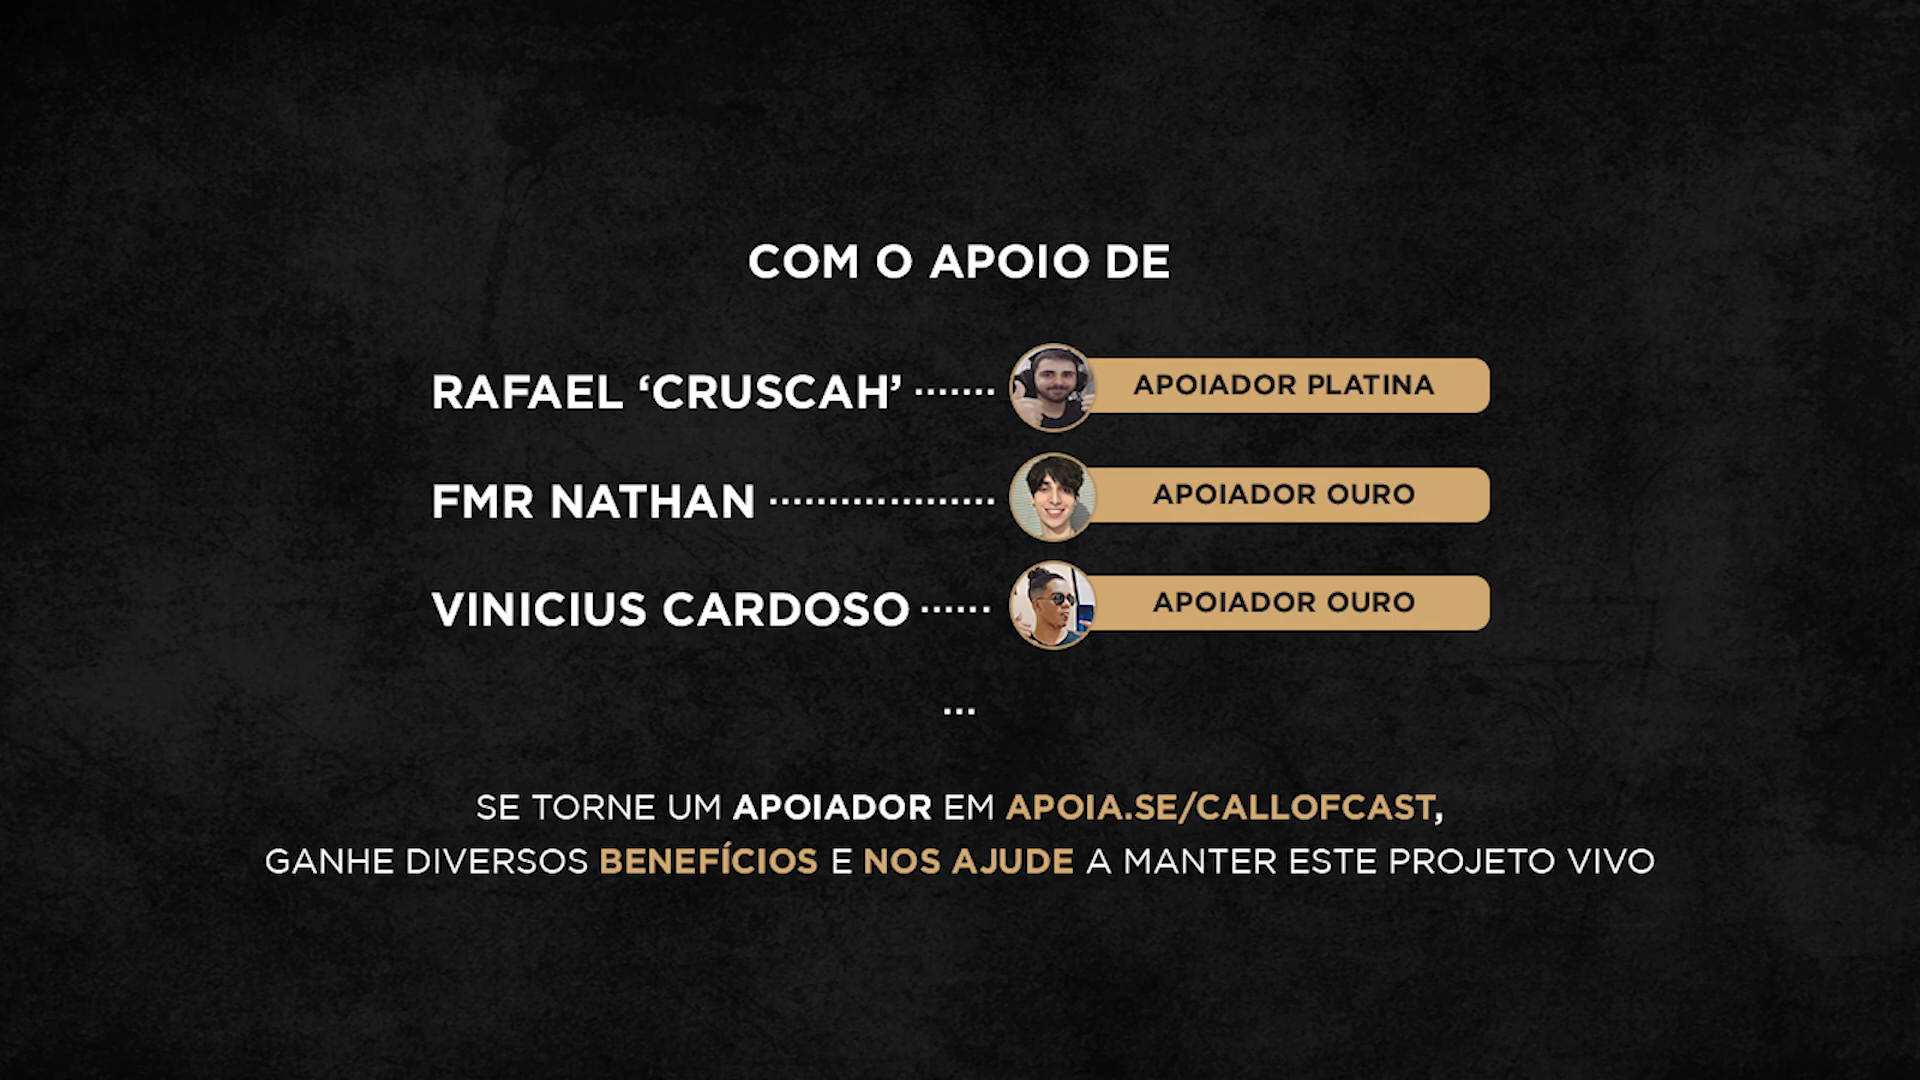 COM O APOIO DE
RAFAEL ‘CRUSCAH’ ....... APOIADOR PLATINA
FMR NATHAN ................... APOIADOR OURO
VINICIUS CARDOSO ...... APOIADOR OURO
...
SE TORNE UM APOIADOR EM APOIA.SE/CALLOFCAST,
GANHE DIVERSOS BENEFÍCIOS E NOS AJUDE A MANTER ESTE PROJETO VIVO